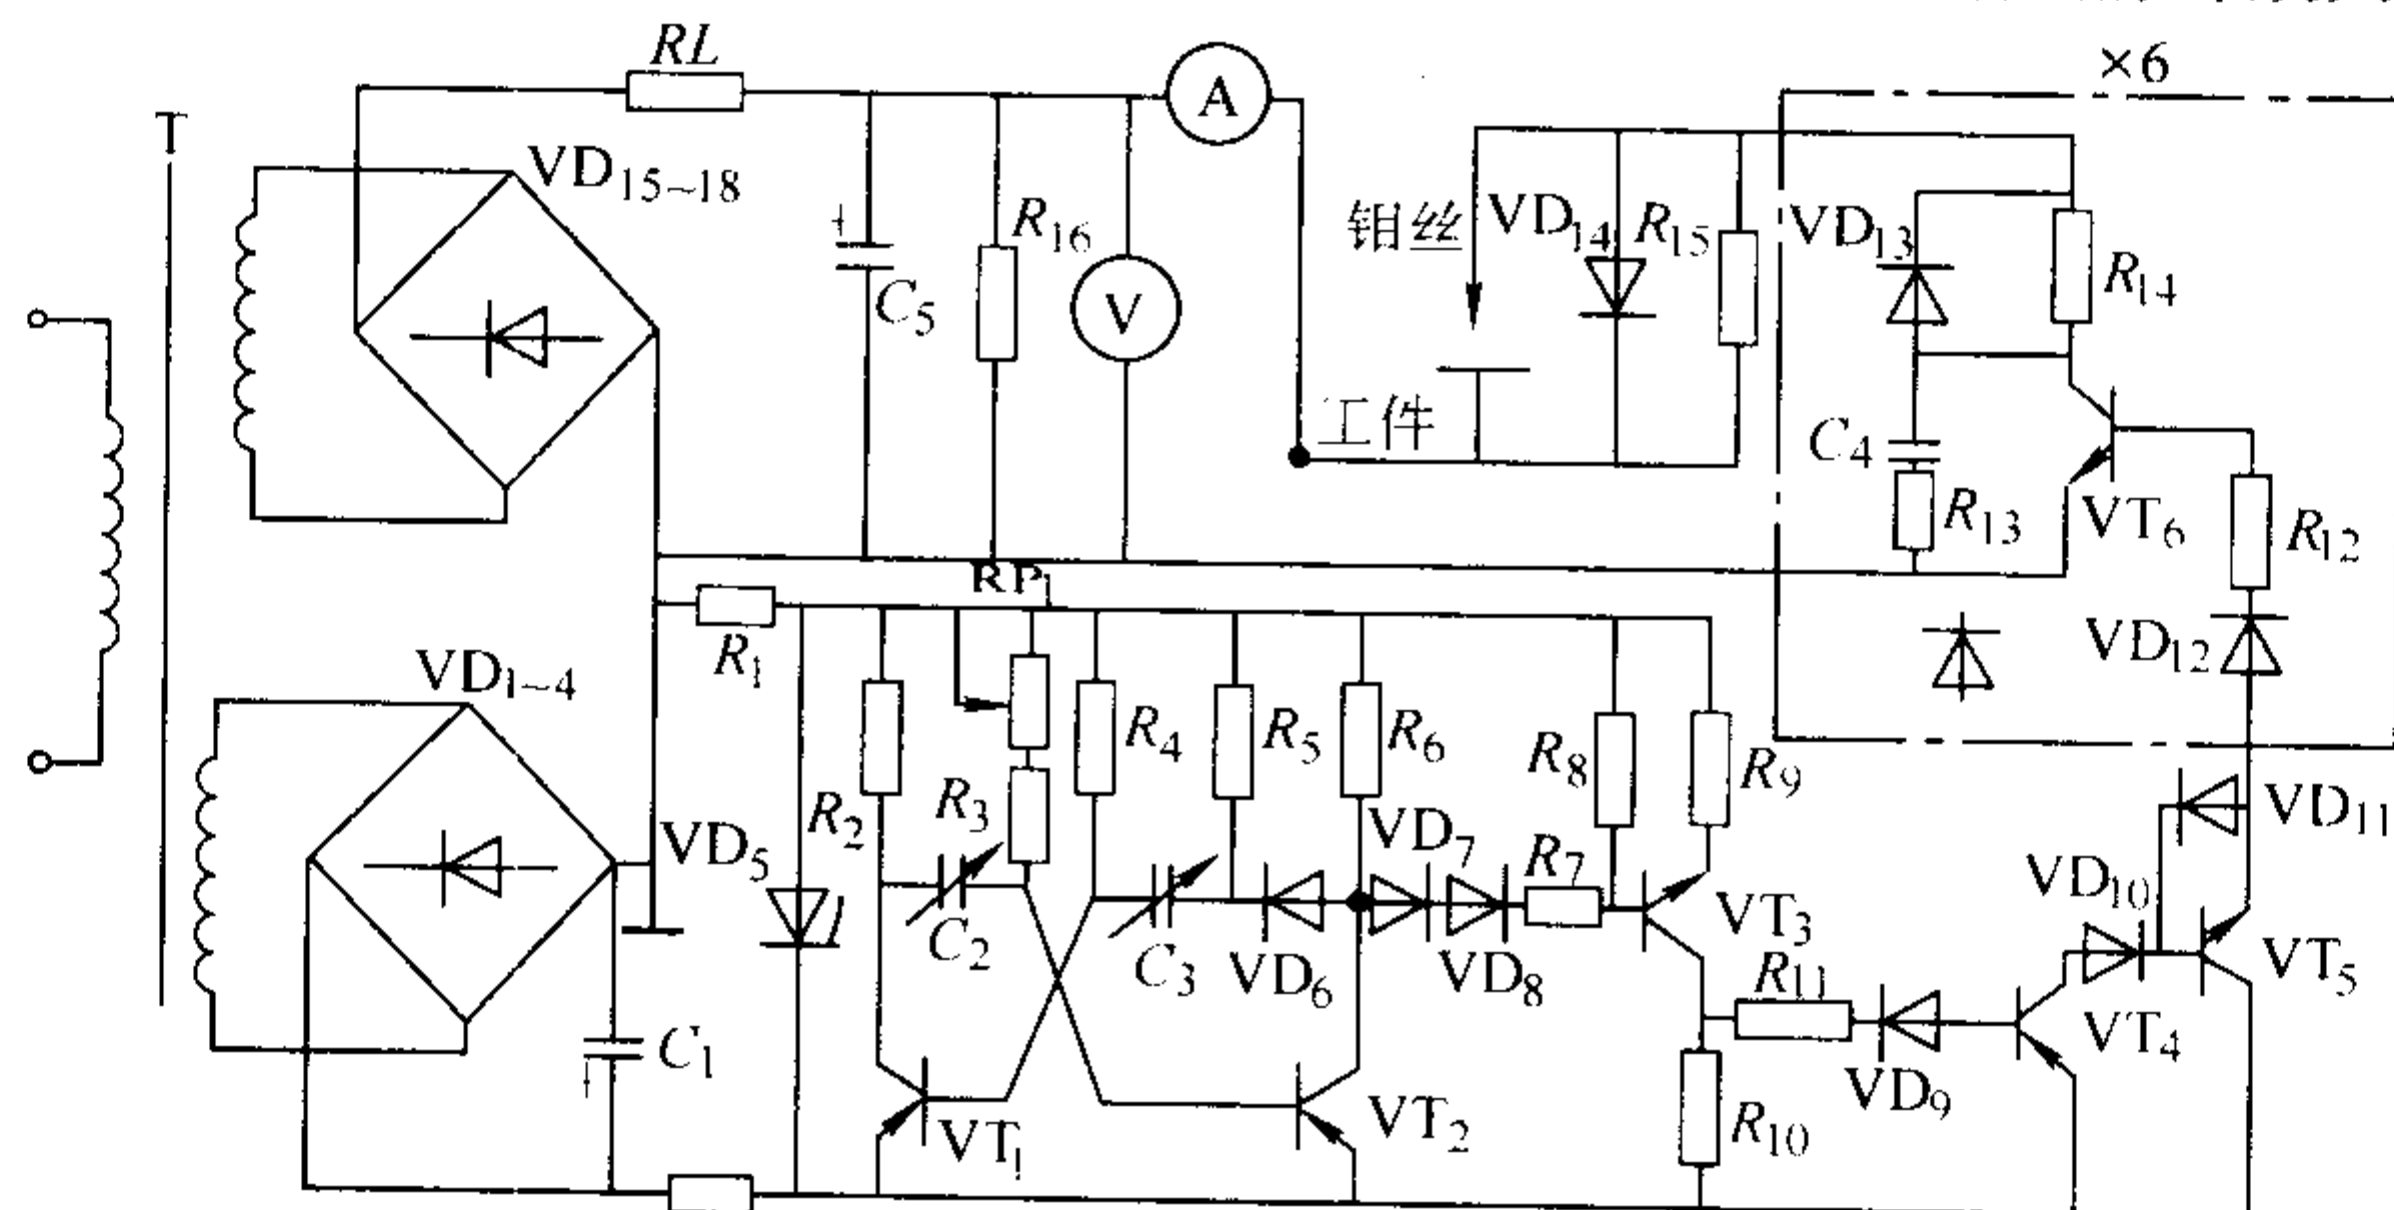 ×6
RL
A
T
VD15~18
R16
C5
V
钼丝
VD14
R15
VD13
R14
工件
C4
R13
VT6
R12
RP1
R1
VD12
VD1~4
R4
R5
R6
R8
R9
R3
R2
VD5
VD7
R7
VD11
VD10
C2
C3
VD6
VD8
VT3
R11
VT5
VT4
C1
VD9
VT1
VT2
R10